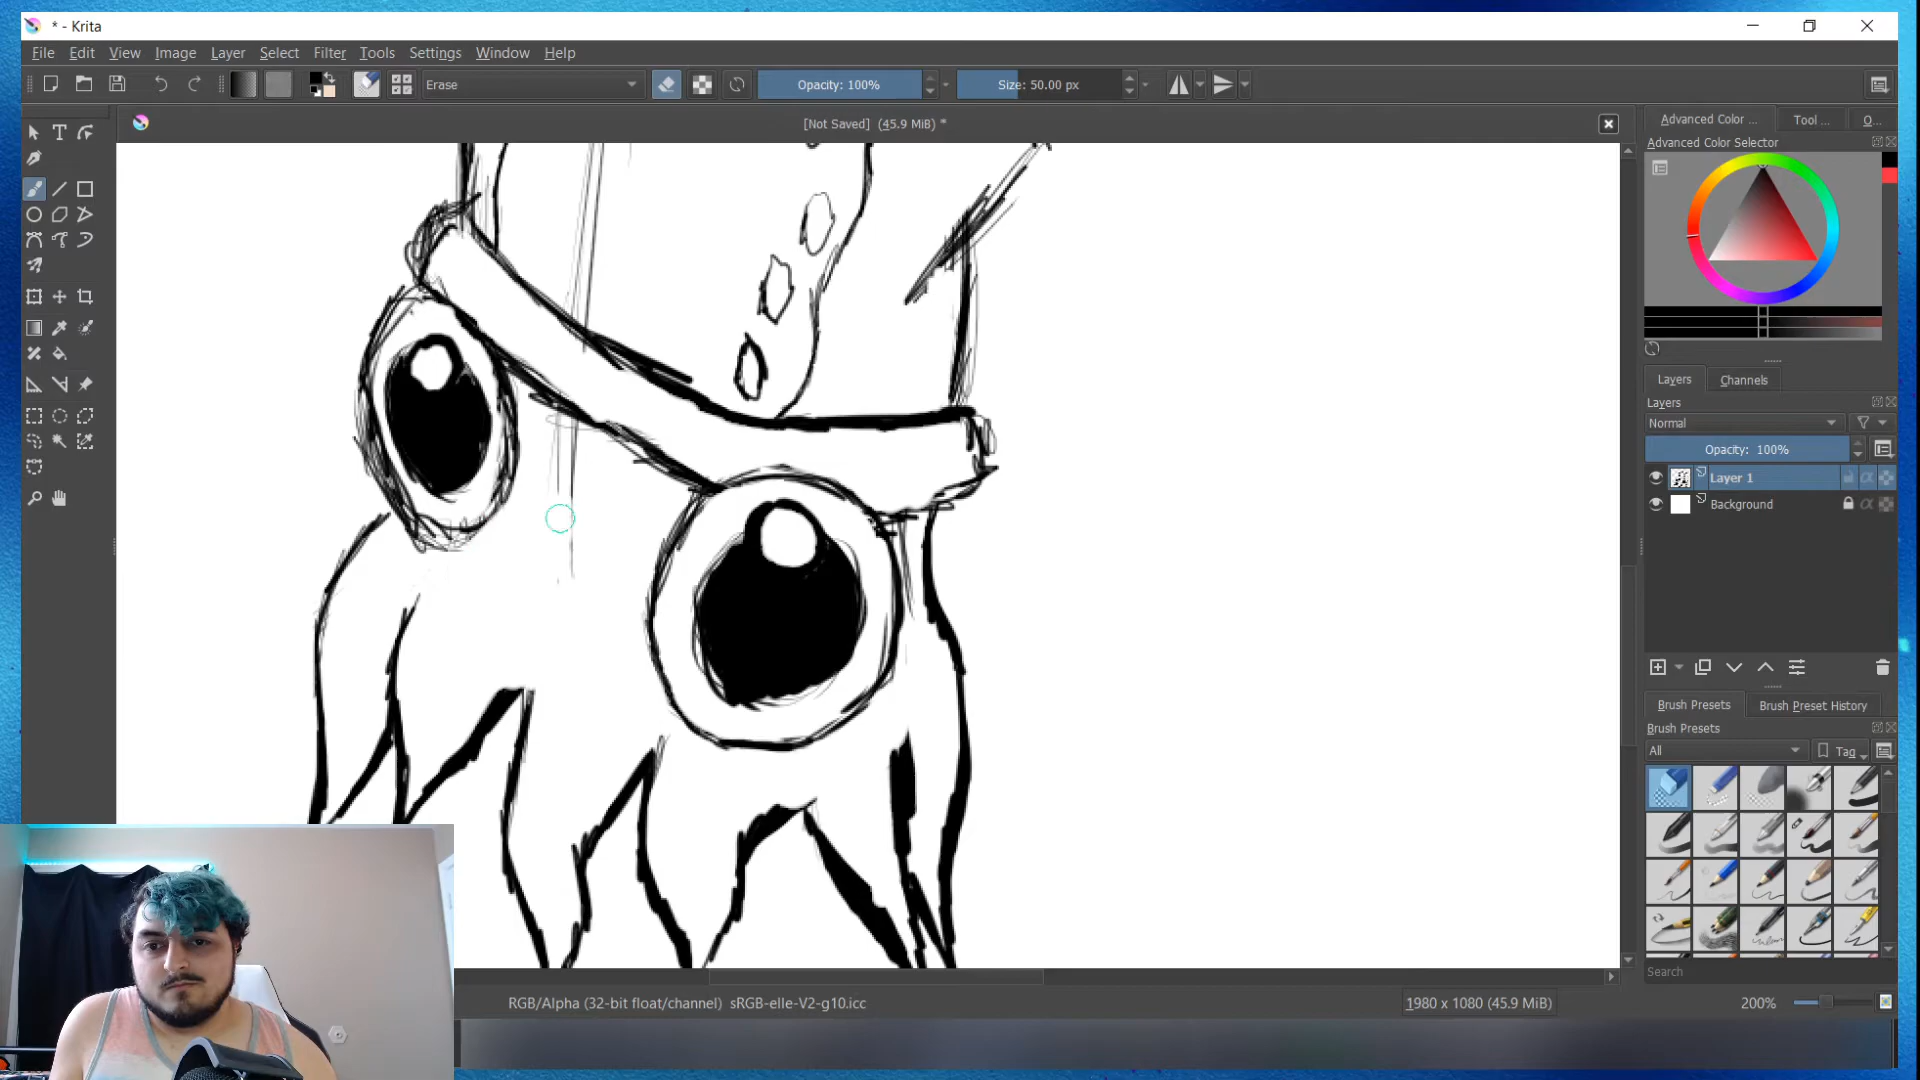 * - Krita
File Edit View Image Layer Select Filter Tools Settings Window Help
Erase Opacity: 100% Size: 50.00 px
[Not Saved] (45.9 MiB) *
Advanced Color ... Tool ... O...
Advanced Color Selector
Layers Channels
Layers
Normal
Opacity: 100%
Layer 1
Background
Brush Presets Brush Preset History
Brush Presets
All Tag
Search
RGB/Alpha (32-bit float/channel) sRGB-elle-V2-g10.icc 1980 x 1080 (45.9 MiB) 200%